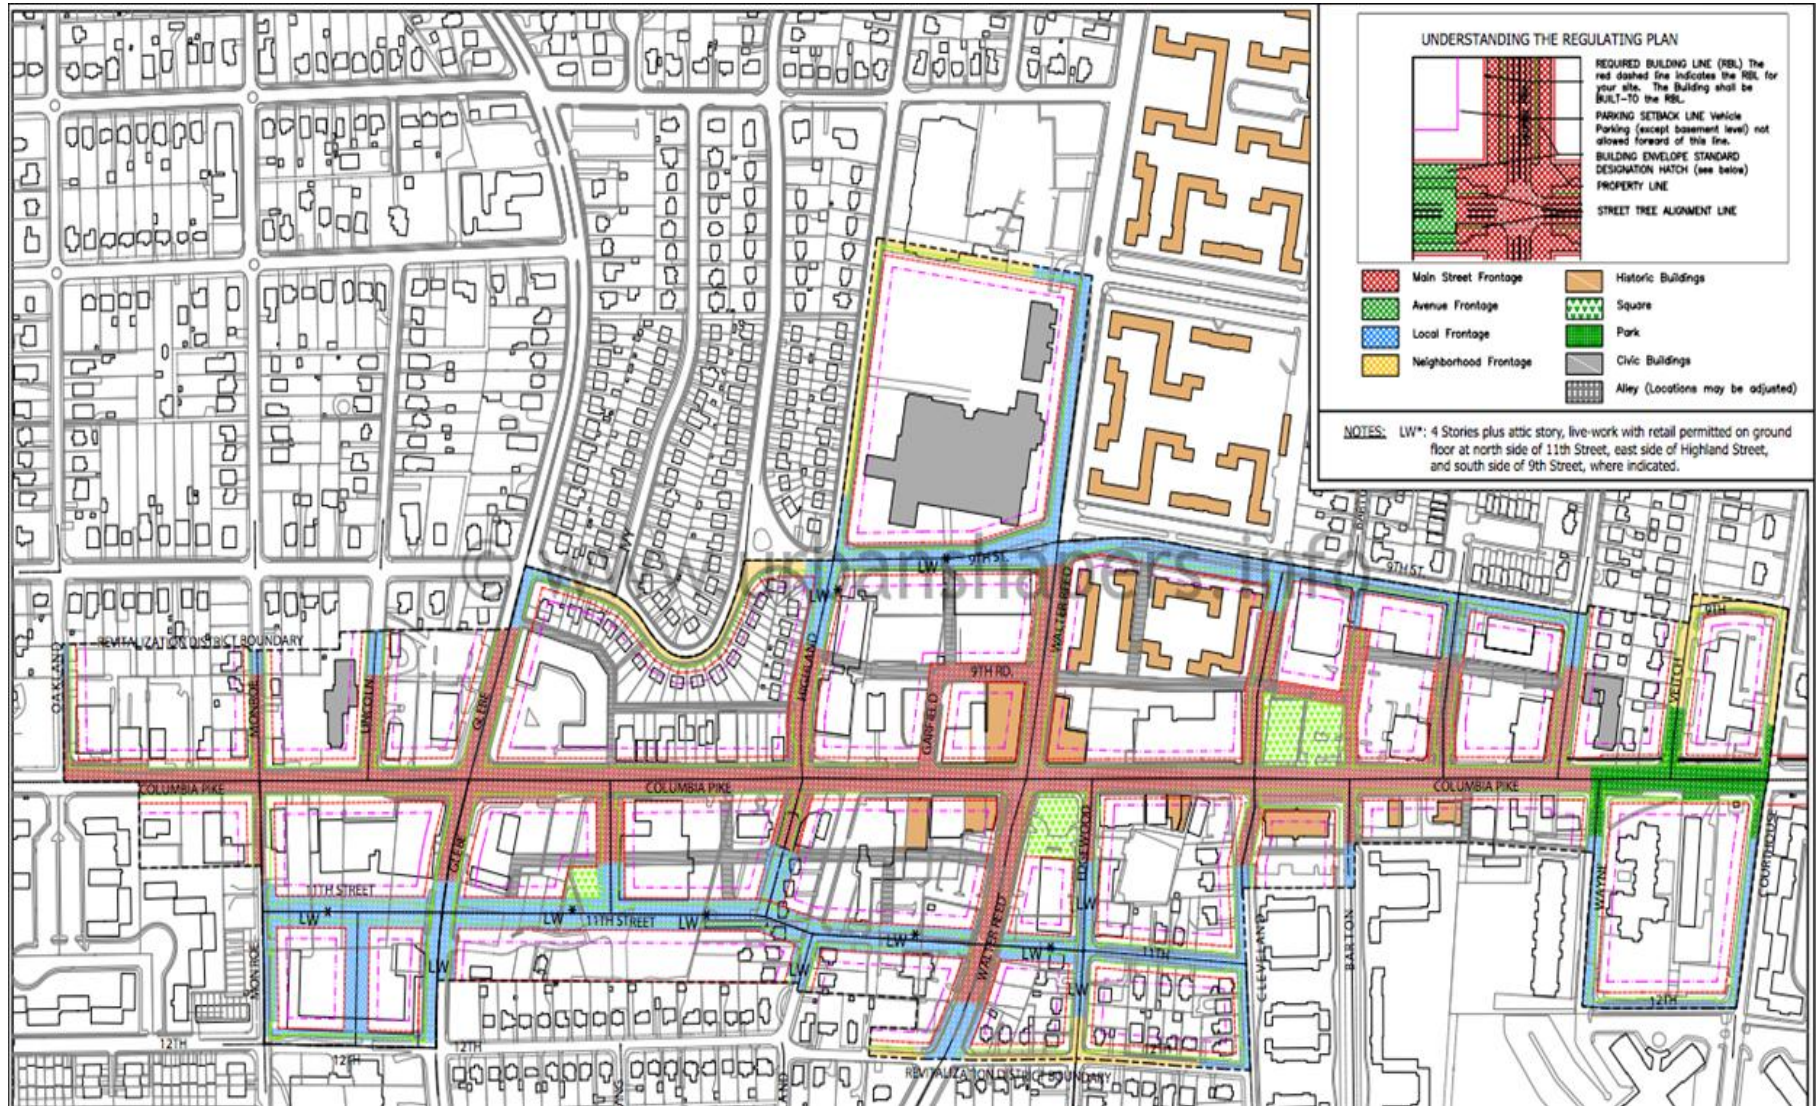 UNDERSTANDING THE REGULATING PLAN
REQUIRED BUILDING LINE (RBL) The
red dashed line indicates the RBL for
your site. The Building shall be
BUILT-TO the RBL.
PARKING SETBACK LINE Vehicle
Parking (except basement level) not
allowed forward of this line.
BUILDING ENVELOPE STANDARD
DESIGNATION HATCH (see below)
PROPERTY LINE
STREET TREE ALIGNMENT LINE
Main Street Frontage
Historic Buildings
Avenue Frontage
Square
Local Frontage
Park
Neighborhood Frontage
Civic Buildings
Alley (Locations may be adjusted)
NOTES: LW*: 4 Stories plus attic story, live-work with retail permitted on ground
floor at north side of 11th Street, east side of Highland Street,
and south side of 9th Street, where indicated.
© www.urbanshapers.info
IVY
LW *
9TH ST.
9TH ST.
LW *
9TH
REVITALIZATION DISTRICT BOUNDARY
OAKLAND
MONROE
LINCOLN
GLEBE
HIGHLAND
GARFIELD
9TH RD.
WALTER REED
VEITCH
COLUMBIA PIKE
COLUMBIA PIKE
COLUMBIA PIKE
GLEBE
EDGEWOOD
WAYNE
COURTHOUSE
11TH STREET
LW *
LW *
11TH STREET
LW *
LW *
LW *
LW
11TH
WALTER REED
CLEVELAND
BARTON
MONROE
LW
LW
LW
12TH
12TH
12TH
12TH
12TH
REVITALIZATION DISTRICT BOUNDARY